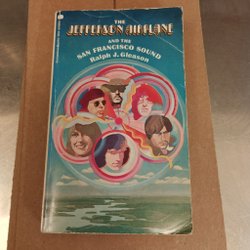 THE
JEFFERSON AIRPLANE
AND THE
SAN FRANCISCO SOUND
Ralph J. Gleason